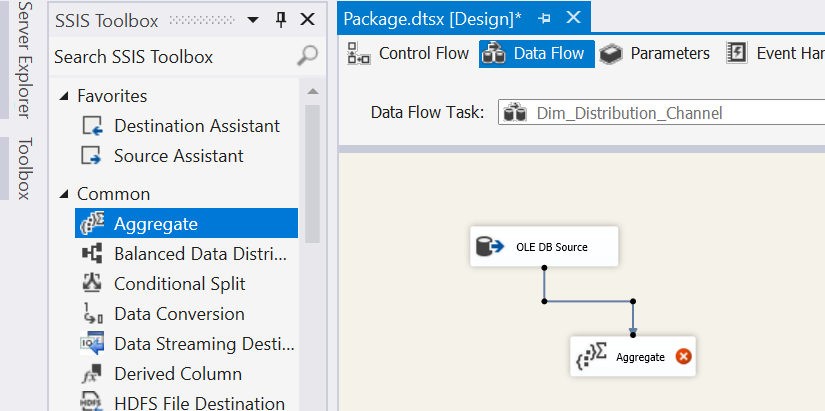 Server Explorer
Toolbox
SSIS Toolbox
Search SSIS Toolbox
Favorites
Destination Assistant
Source Assistant
Common
Aggregate
Balanced Data Distri...
Conditional Split
Data Conversion
Data Streaming Desti...
Derived Column
HDFS File Destination
Package.dtsx [Design]*
Control Flow
Data Flow
Parameters
Event Han
Data Flow Task:
Dim_Distribution_Channel
OLE DB Source
Aggregate